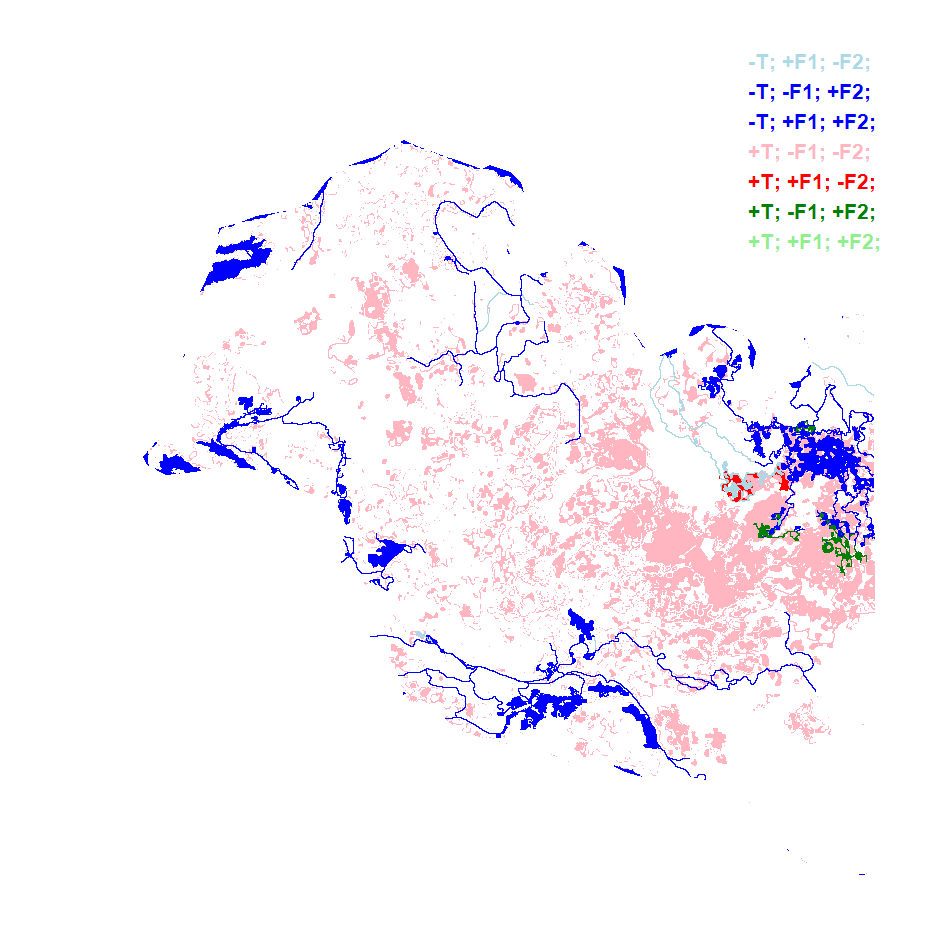 -T; +F1; -F2;
-T; -F1; +F2;
-T; +F1; +F2;
+T; -F1; -F2;
+T; +F1; -F2;
+T; -F1; +F2;
+T; +F1; +F2;